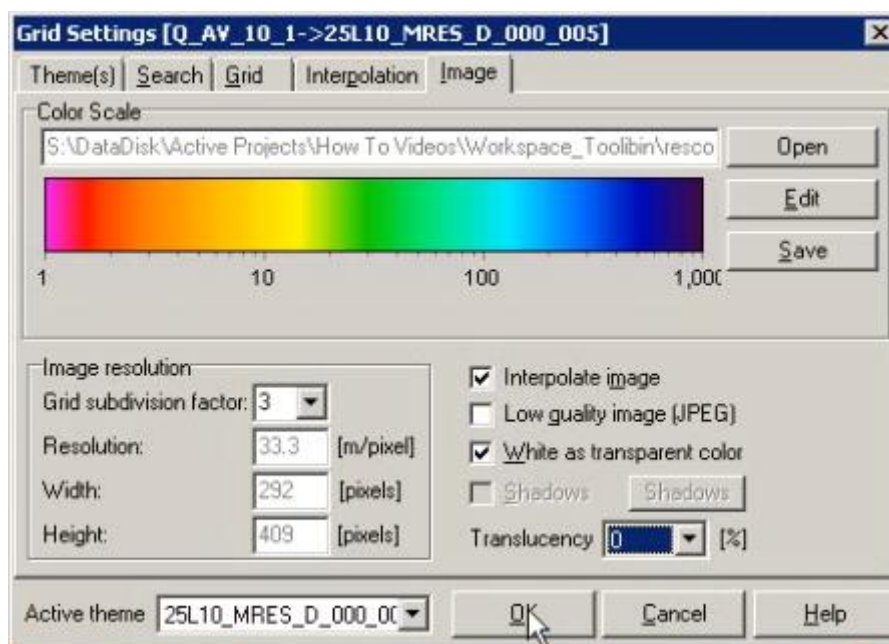 Grid Settings [Q_AV_10_1->25L10_MRES_D_000_005]
Theme(s) Search Grid Interpolation Image
Color Scale
S:\DataDisk\Active Projects\How To Videos\Workspace_Toolibin\resco
Open
Edit
Save
1 10 100 1,000
Image resolution
Grid subdivision factor: 3
Resolution: 33.3 [m/pixel]
Width: 292 [pixels]
Height: 409 [pixels]
Interpolate image
Low quality image (JPEG)
White as transparent color
Shadows Shadows
Translucency 0 [%]
Active theme 25L10_MRES_D_000_00 OK Cancel Help